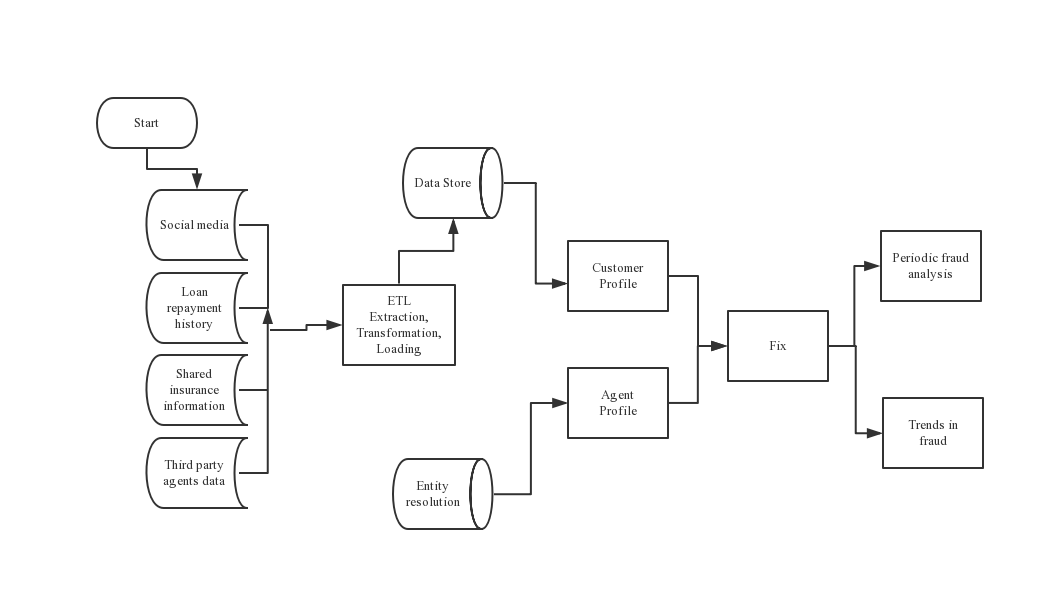 Start
Social media
Loan
repayment
history
Shared
insurance
information
Third party
agents data
ETL
Extraction,
Transformation,
Loading
Data Store
Entity
resolution
Customer
Profile
Agent
Profile
Fix
Periodic fraud
analysis
Trends in
fraud